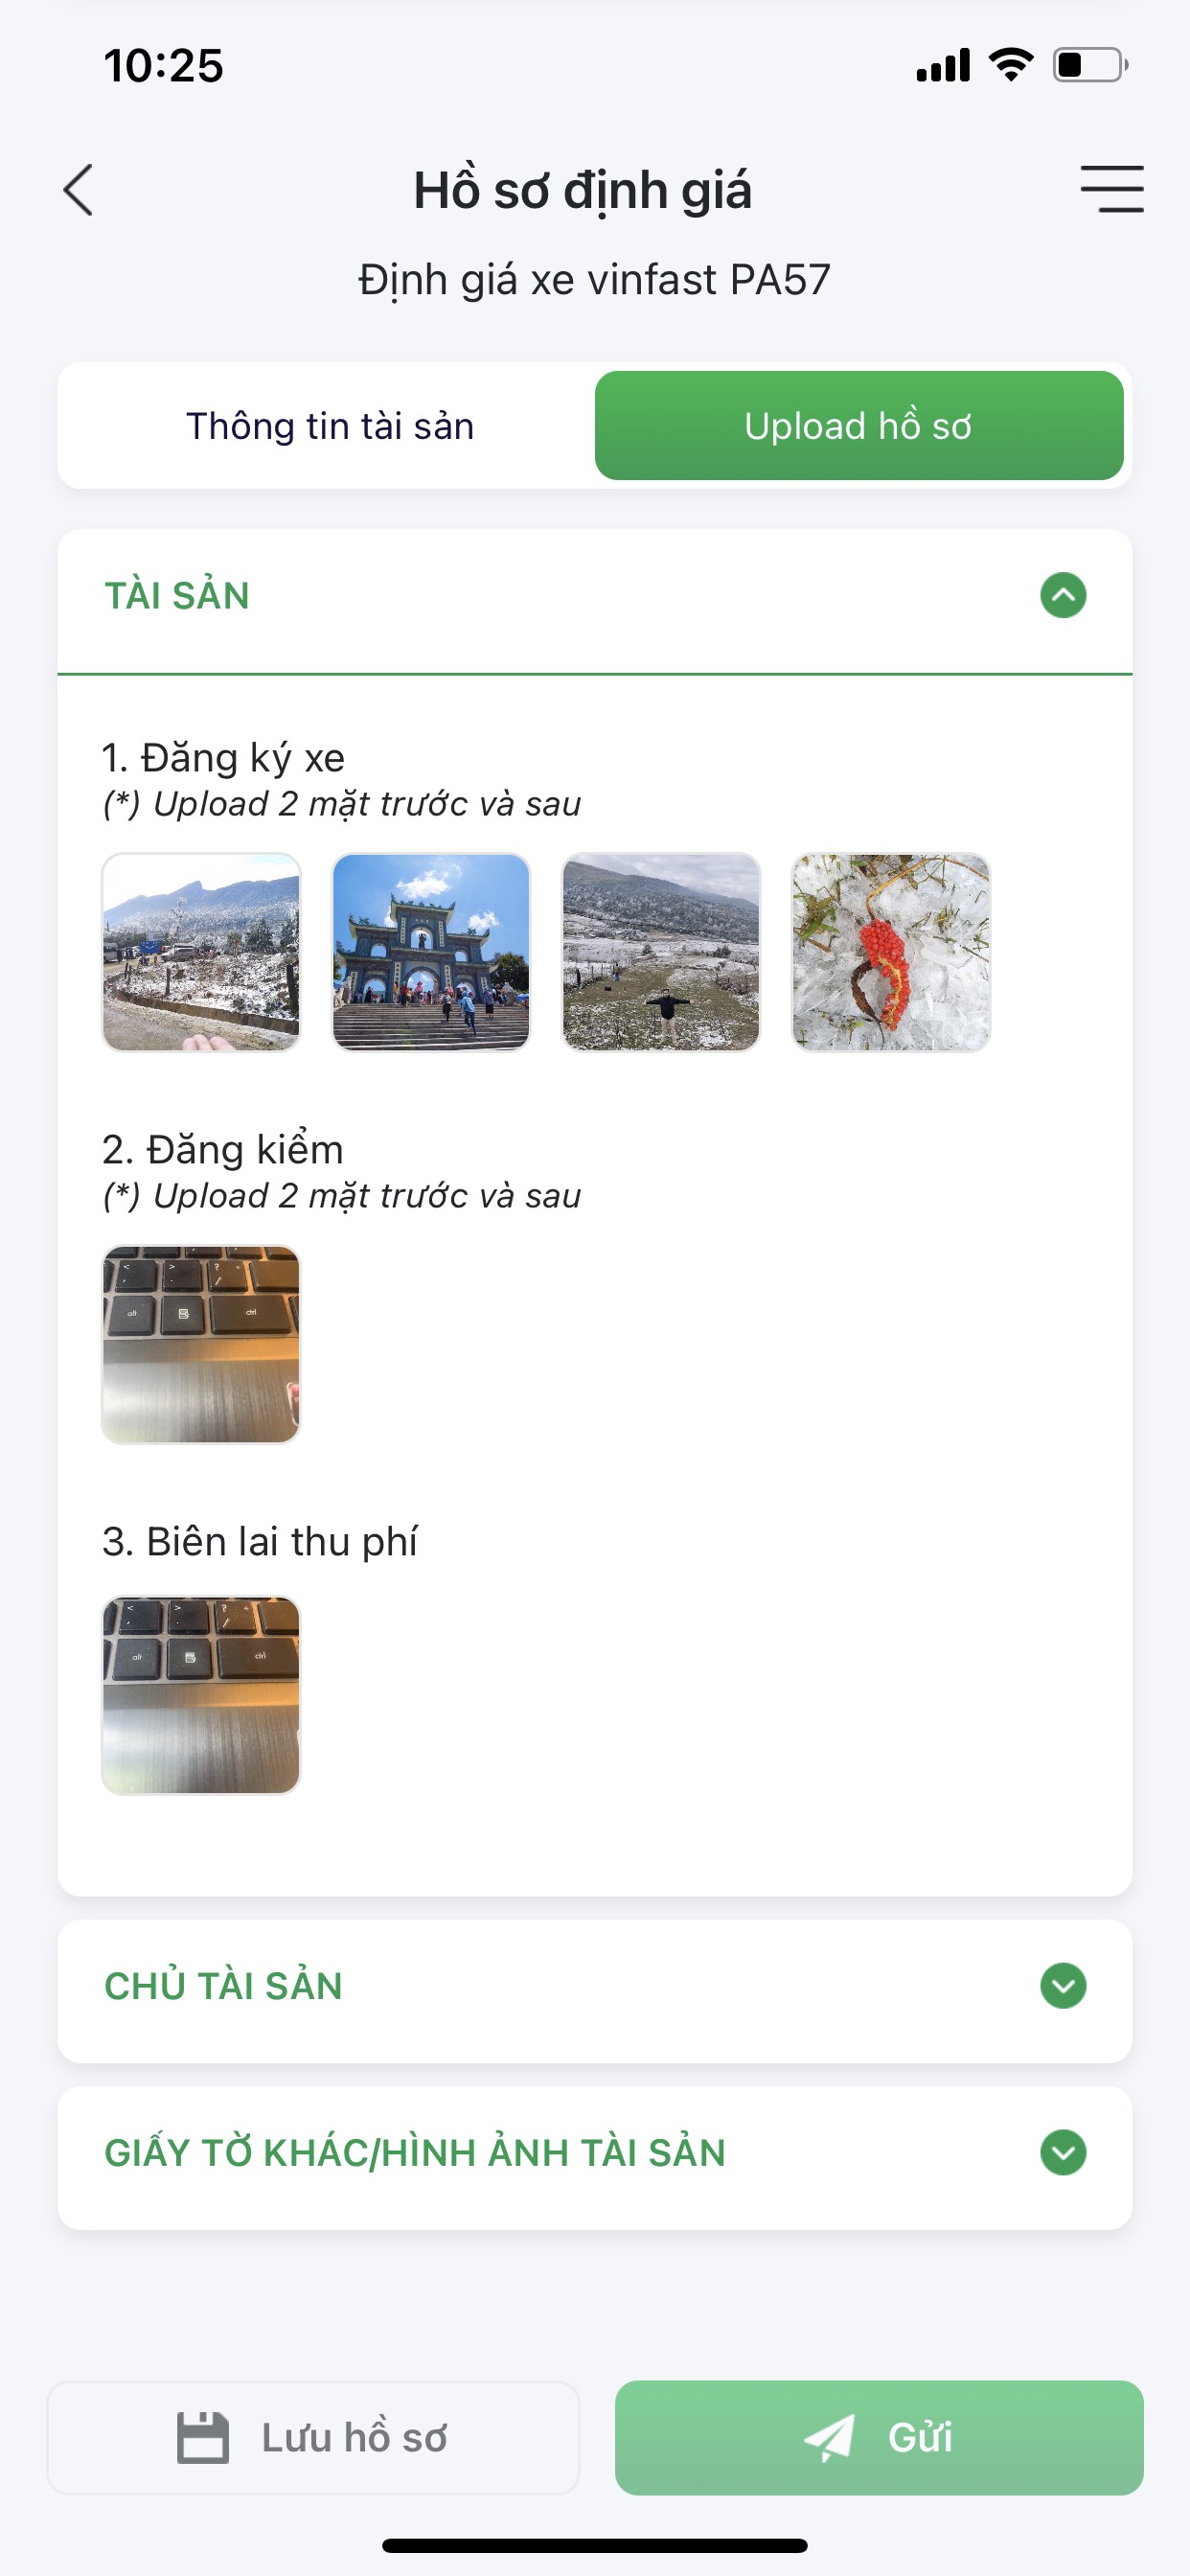 10:25
Hồ sơ định giá
Định giá xe vinfast PA57
Thông tin tài sản
Upload hồ sơ
TÀI SẢN
1. Đăng ký xe
(*) Upload 2 mặt trước và sau
2. Đăng kiểm
(*) Upload 2 mặt trước và sau
< > ?
, . /
alt ctrl
3. Biên lai thu phí
< > ?
, . /
alt ctrl
CHỦ TÀI SẢN
GIẤY TỜ KHÁC/HÌNH ẢNH TÀI SẢN
Lưu hồ sơ
Gửi